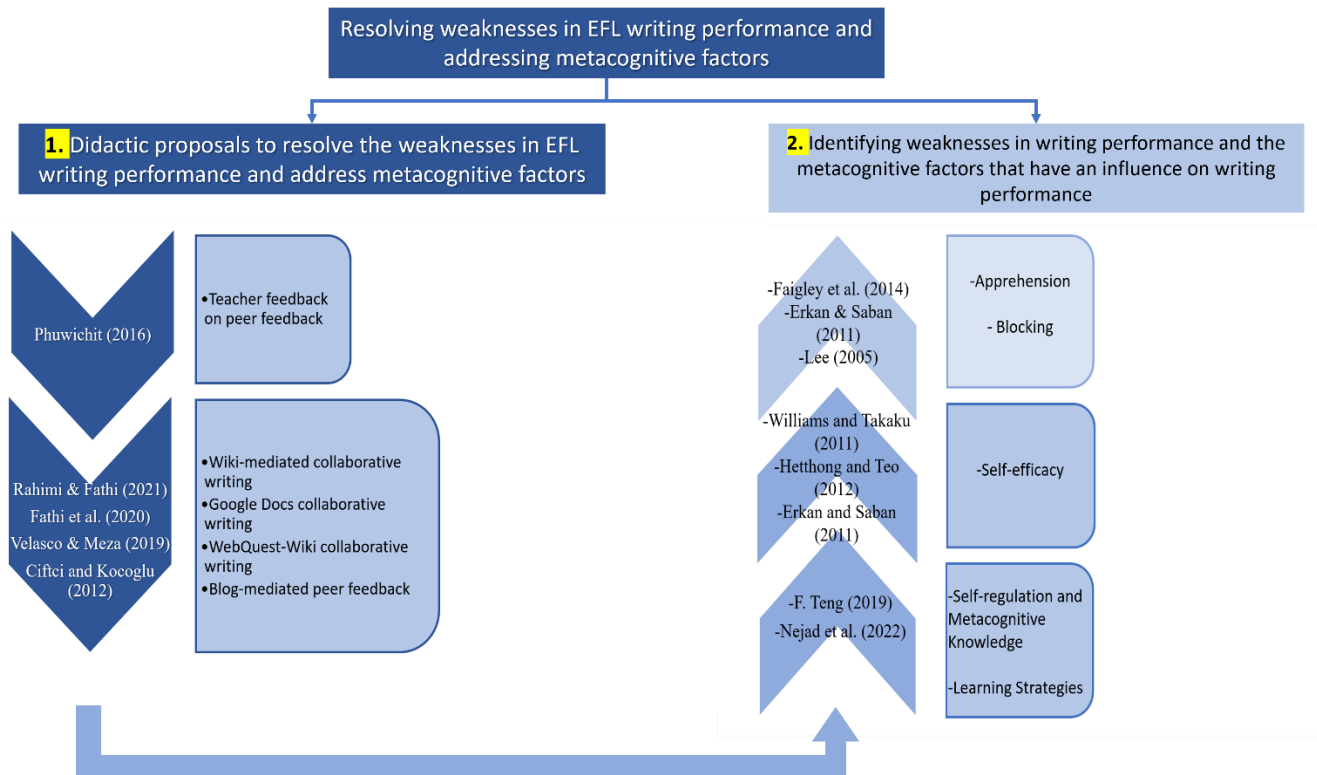 Resolving weaknesses in EFL writing performance and
addressing metacognitive factors
1. Didactic proposals to resolve the weaknesses in EFL
writing performance and address metacognitive factors
Phuwichit (2016)
•Teacher feedback
on peer feedback
Rahimi & Fathi (2021)
Fathi et al. (2020)
Velasco & Meza (2019)
Ciftci and Kocoglu
(2012)
•Wiki-mediated collaborative
writing
•Google Docs collaborative
writing
•WebQuest-Wiki collaborative
writing
•Blog-mediated peer feedback
2. Identifying weaknesses in writing performance and the
metacognitive factors that have an influence on writing
performance
-Faigley et al. (2014)
-Erkan & Saban
(2011)
-Lee (2005)
-Apprehension
- Blocking
-Williams and Takaku
(2011)
-Hetthong and Teo
(2012)
-Erkan and Saban
(2011)
-Self-efficacy
-F. Teng (2019)
-Nejad et al. (2022)
-Self-regulation and
Metacognitive
Knowledge
-Learning Strategies